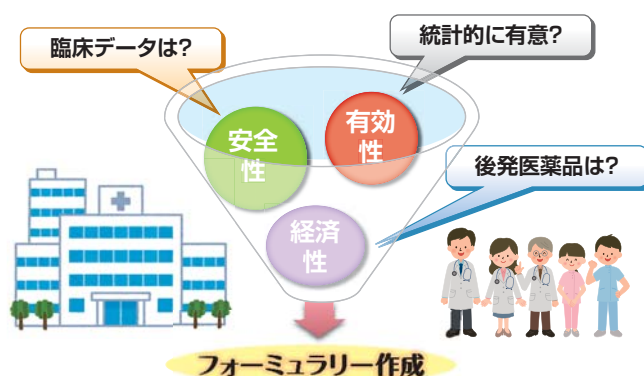 臨床データは?
統計的に有意?
安全
性
有効
性
後発医薬品は?
経済
性
フォーミュラリー作成